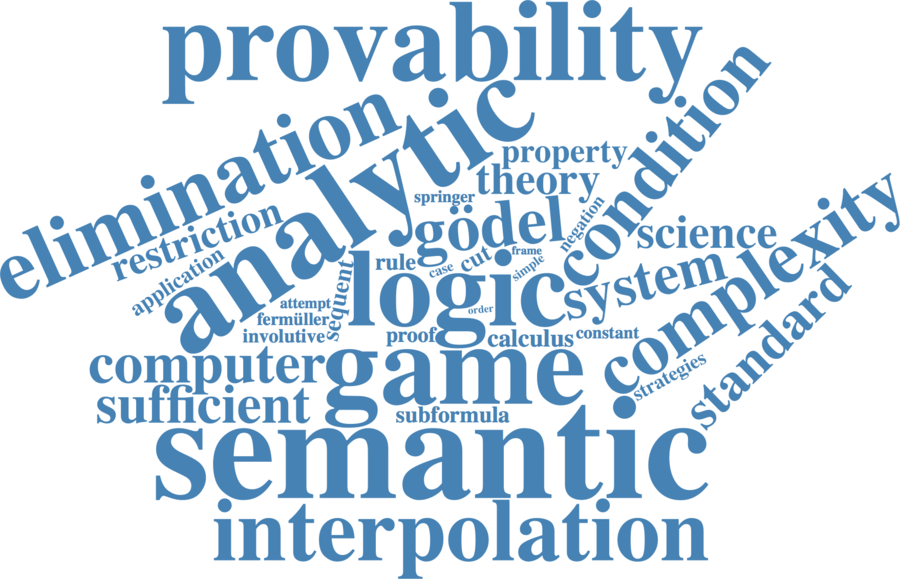 provability
elimination
analytic
condition
property
theory
springer
restriction
gödel
negation
science
application
rule
case
cut
frame
simple
system
complexity
sequent
logic
attempt
fermüller
involutive
order
proof
calculus
constant
standard
computer
game
strategies
sufficient
subformula
semantic
interpolation